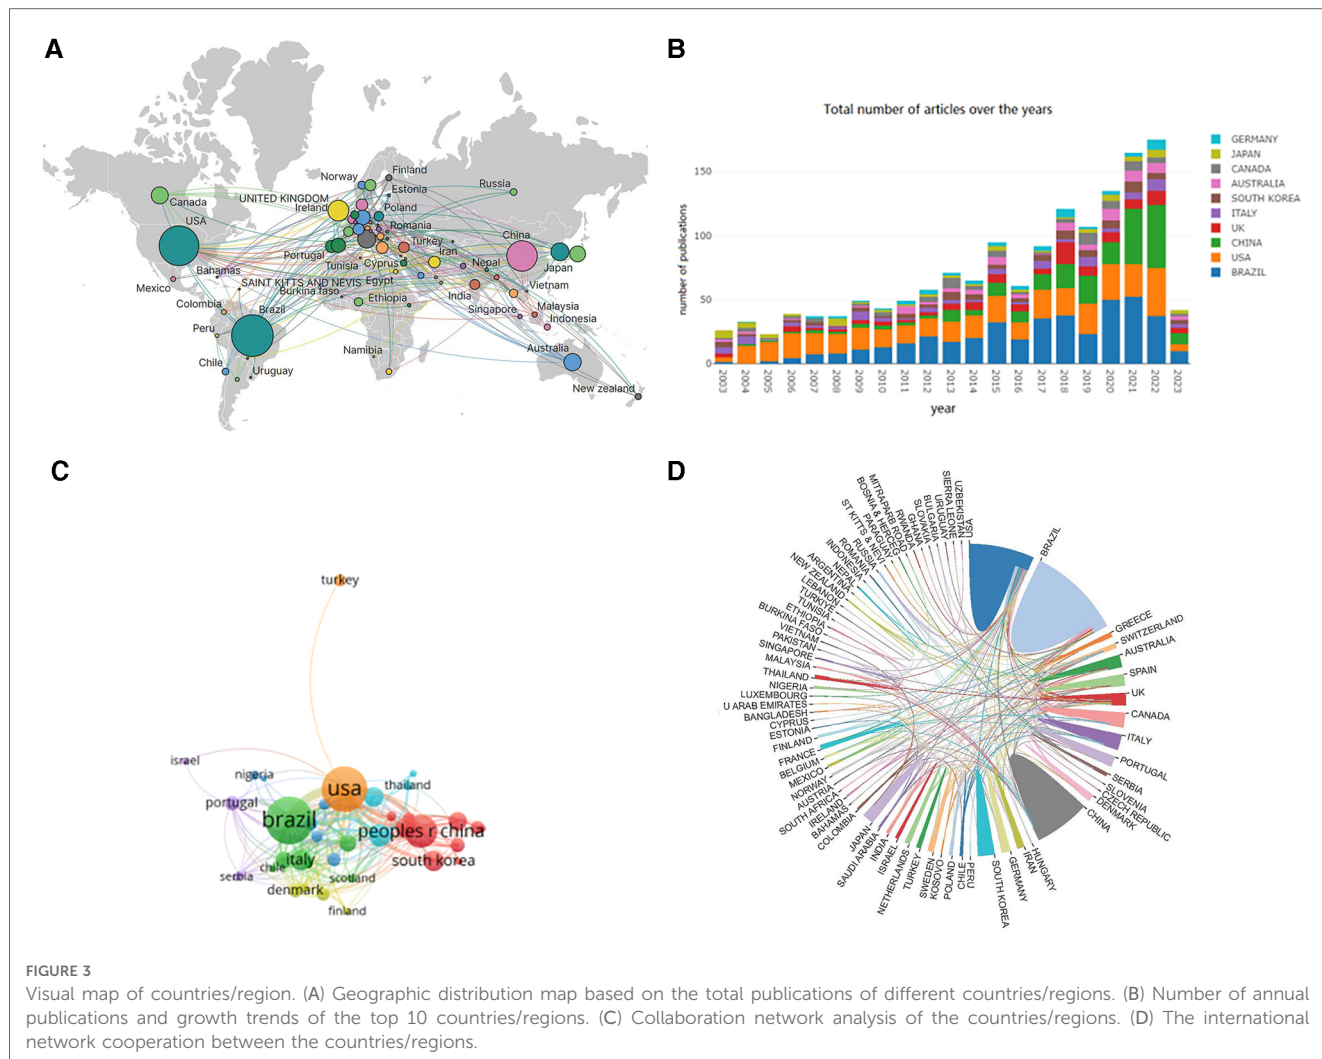 A
Norway
Finland
Estonia
Russia
Canada
UNITED KINGDOM
Ireland
Poland
USA
Romania
China
Turkey
Iran
Portugal
Tunisia
Cyprus
Nepal
Japan
Bahamas
SAINT KITTS AND NEVIS
Egypt
Mexico
Burkina faso
Vietnam
Colombia
Ethiopia
India
Brazil
Singapore
Malaysia
Indonesia
Peru
Namibia
Australia
Chile
Uruguay
New zealand
B
Total number of articles over the years
number of publications
150
100
50
0
2003
2004
2005
2006
2007
2008
2009
2010
2011
2012
2013
2014
2015
2016
2017
2018
2019
2020
2021
2022
2023
year
GERMANY
JAPAN
CANADA
AUSTRALIA
SOUTH KOREA
ITALY
UK
CHINA
USA
BRAZIL
C
turkey
israel
nigeria
usa
thailand
portugal
brazil
peoples r china
italy
south korea
chile
serbia
scotland
denmark
finland
D
USA
BRAZIL
GREECE
SWITZERLAND
AUSTRALIA
SPAIN
UK
CANADA
ITALY
PORTUGAL
SERBIA
SLOVENIA
CZECH REPUBLIC
DENMARK
CHINA
HUNGARY
IRAN
GERMANY
SOUTH KOREA
PERU
CHILE
POLAND
KOSOVO
SWEDEN
TURKEY
NETHERLANDS
ISRAEL
INDIA
SAUDI ARABIA
JAPAN
COLOMBIA
BAHAMAS
IRELAND
SOUTH AFRICA
AUSTRIA
NORWAY
MEXICO
BELGIUM
FRANCE
FINLAND
ESTONIA
CYPRUS
BANGLADESH
U ARAB EMIRATES
LUXEMBOURG
NIGERIA
THAILAND
MALAYSIA
SINGAPORE
PAKISTAN
VIETNAM
BURKINA FASO
ETHIOPIA
TUNISIA
TURKIYE
LEBANON
NEW ZEALAND
ARGENTINA
NEPAL
INDONESIA
ROMANIA
RUSSIA
ST KITTS & NEVI
PARAGUAY
BOSNIA & HERCEG
MITRAPARB ROAD
RWANDA
GHANA
SLOVAKIA
BULGARIA
URUGUAY
SIERRA LEONE
UZBEKISTAN
FIGURE 3
Visual map of countries/region. (A) Geographic distribution map based on the total publications of different countries/regions. (B) Number of annual
publications and growth trends of the top 10 countries/regions. (C) Collaboration network analysis of the countries/regions. (D) The international
network cooperation between the countries/regions.